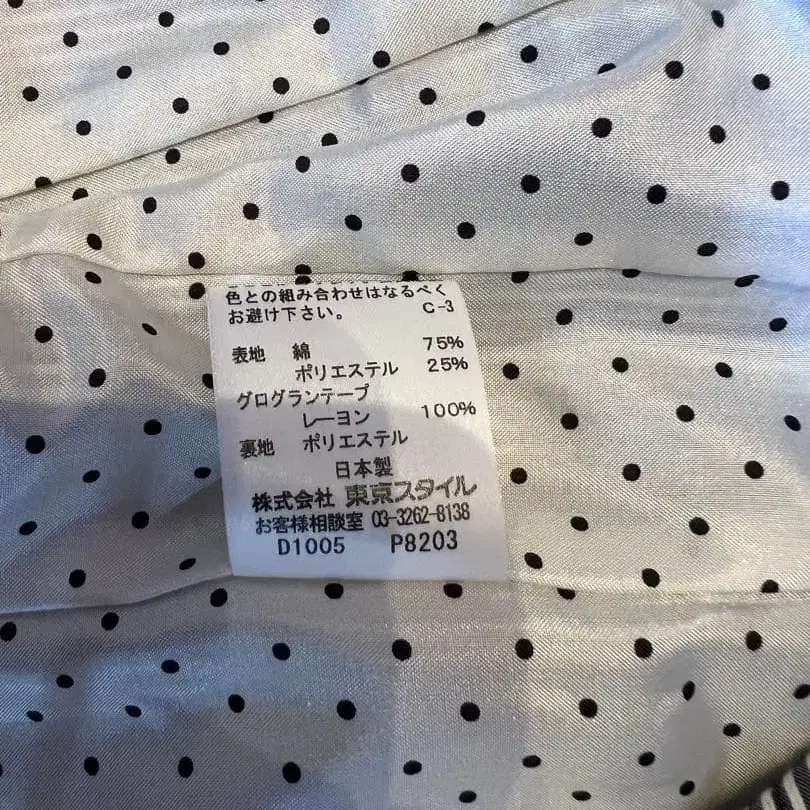 色との組み合わせはなるべく
お避け下さい。 C-3
表地 綿 75%
ポリエステル 25%
グログランテープ
レーヨン 100%
裏地 ポリエステル
日本製
株式会社 東京スタイル
お客様相談室 03-3262-8138
D1005 P8203